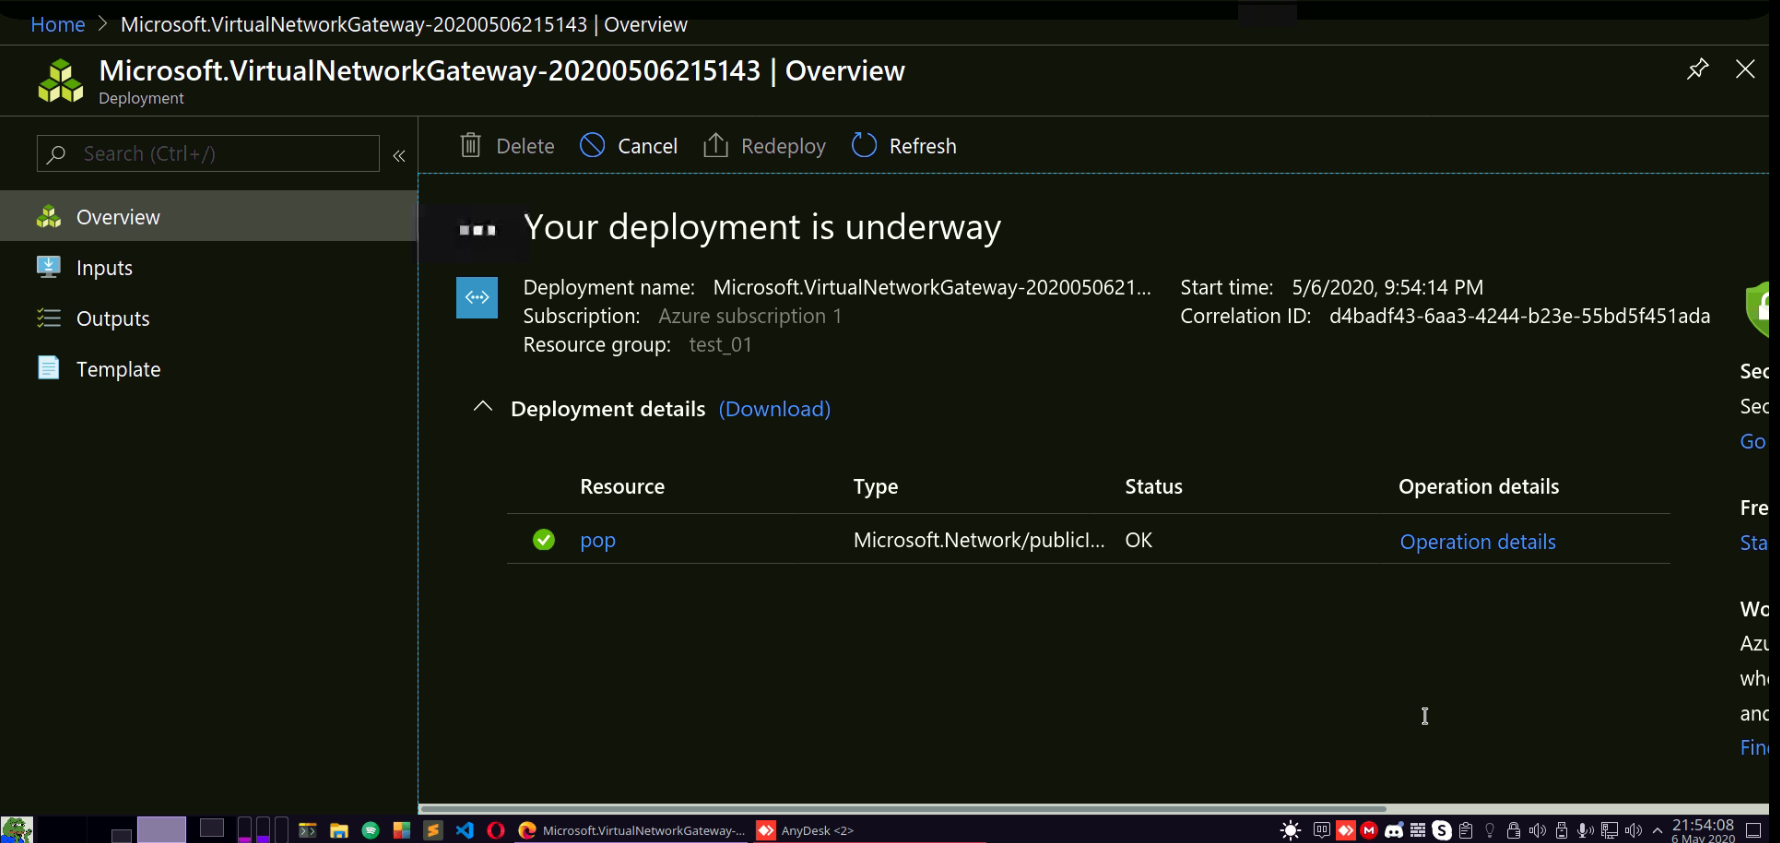 Home > Microsoft.VirtualNetworkGateway-20200506215143 | Overview
Microsoft.VirtualNetworkGateway-20200506215143 | Overview
Deployment
Search (Ctrl+/)
«
Delete
Cancel
Redeploy
Refresh
Overview
Inputs
Outputs
Template
Your deployment is underway
Deployment name: Microsoft.VirtualNetworkGateway-2020050621...
Subscription: Azure subscription 1
Resource group: test_01
Start time: 5/6/2020, 9:54:14 PM
Correlation ID: d4badf43-6aa3-4244-b23e-55bd5f451ada
Deployment details (Download)
Resource Type Status Operation details
pop Microsoft.Network/publicI... OK Operation details
Sec
Sec
Go
Fre
Sta
Wo
Azu
who
and
Find
Microsoft.VirtualNetworkGateway-...
AnyDesk <2>
21:54:08
6 May 2020